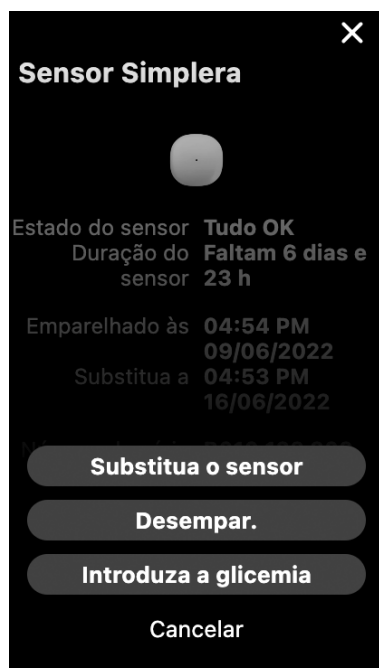 Sensor Simplera
Estado do sensor Tudo OK
Duração do Faltam 6 dias e
sensor 23 h
Emparelhado às 04:54 PM
09/06/2022
Substitua a 04:53 PM
16/06/2022
Substitua o sensor
Desempar.
Introduza a glicemia
Cancelar